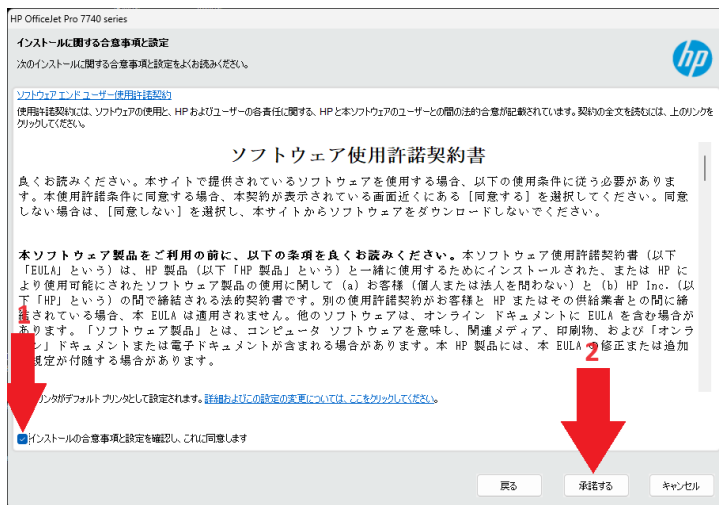 HP OfficeJet Pro 7740 series
インストールに関する合意事項と設定
次のインストールに関する合意事項と設定をよくお読みください。
hp
ソフトウェア エンド ユーザー使用許諾契約
使用許諾契約には、ソフトウェアの使用と、HP およびユーザーの各責任に関する、HP と本ソフトウェアのユーザーとの間の法的合意が記載されています。契約の全文を読むには、上のリンクを
クリックしてください。
ソフトウェア使用許諾契約書
良くお読みください。本サイトで提供されているソフトウェアを使用する場合、以下の使用条件に従う必要がありま
す。本使用許諾条件に同意する場合、本契約が表示されている画面近くにある [同意する] を選択してください。同意
しない場合は、[同意しない] を選択し、本サイトからソフトウェアをダウンロードしないでください。
本ソフトウェア製品をご利用の前に、以下の条項を良くお読みください。本ソフトウェア使用許諾契約書 (以下
「EULA」という) は、HP 製品 (以下「HP 製品」という) と一緒に使用するためにインストールされた、または HP に
より使用可能にされたソフトウェア製品の使用に関して (a) お客様 (個人または法人を問わない) と (b) HP Inc. (以
下「HP」という) の間で締結される法的契約書です。別の使用許諾契約がお客様と HP またはその供給業者との間に締
結されている場合、本 EULA は適用されません。他のソフトウェアは、オンライン ドキュメントに EULA を含む場合が
1
あります。「ソフトウェア製品」とは、コンピュータ ソフトウェアを意味し、関連メディア、印刷物、および「オンラ
ン」ドキュメントまたは電子ドキュメントが含まれる場合があります。本 HP 製品には、本 EULA の修正または追加
2
規定が付随する場合があります。
ンタがデフォルト プリンタとして設定されます。詳細およびこの設定の変更については、ここをクリックしてください。
インストールの合意事項と設定を確認し、これに同意します
戻る
承諾する
キャンセル